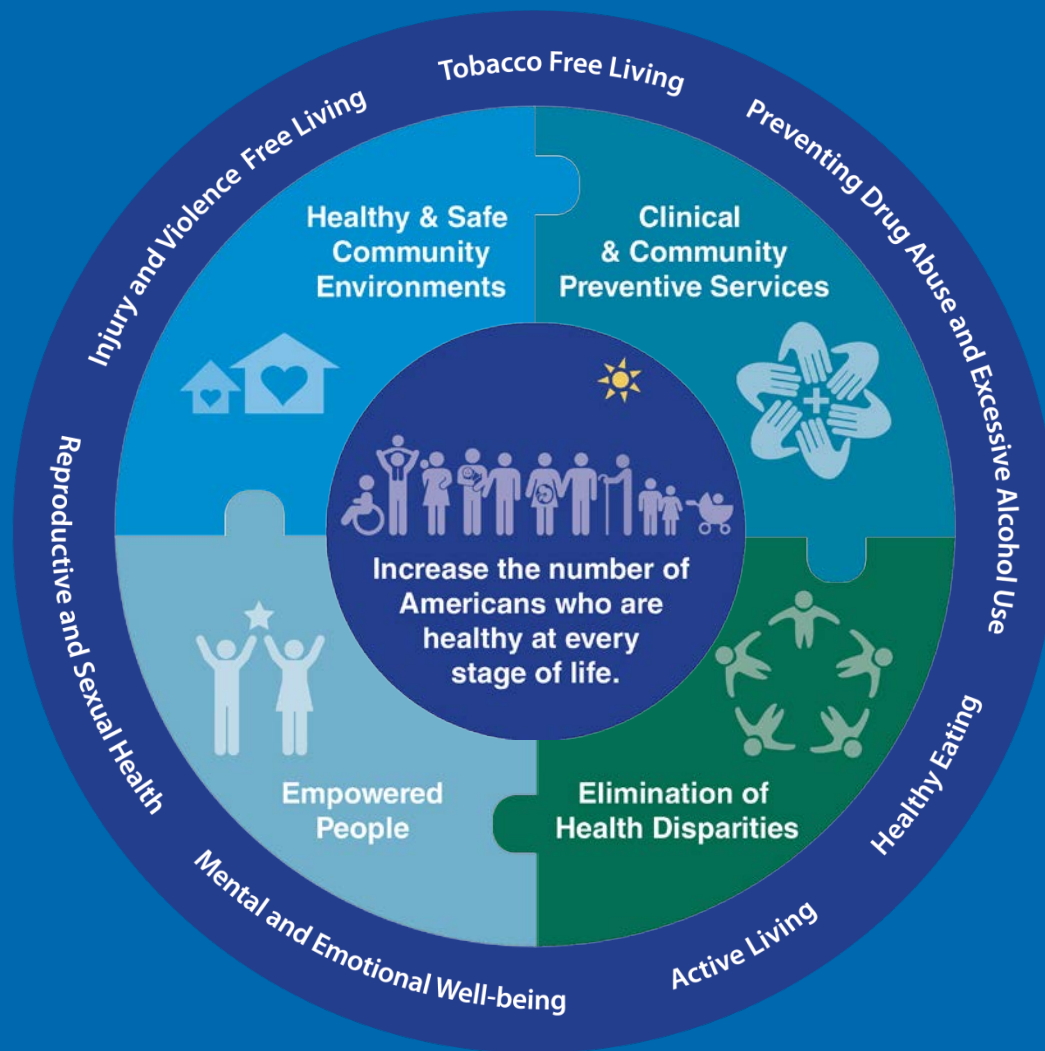 Tobacco Free Living
Preventing Drug Abuse and Excessive Alcohol Use
Healthy Eating
Active Living
Mental and Emotional Well-being
Reproductive and Sexual Health
Injury and Violence Free Living
Healthy & Safe
Community
Environments
Clinical
& Community
Preventive Services
Increase the number of
Americans who are
healthy at every
stage of life.
Empowered
People
Elimination of
Health Disparities